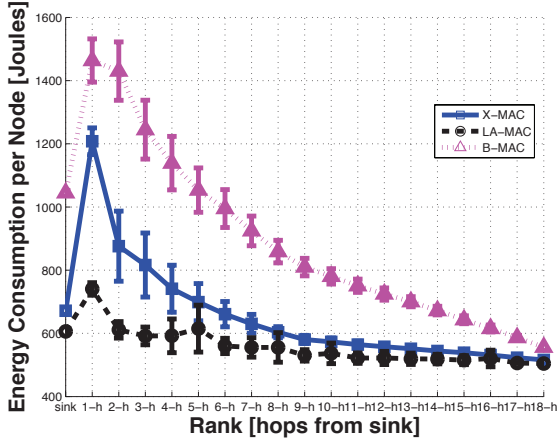 Energy Consumption per Node [Joules]
1600
1400
1200
1000
800
600
400
X−MAC
LA−MAC
B−MAC
sink 1−h 2−h 3−h 4−h 5−h 6−h 7−h 8−h 9−h 10−h 11−h 12−h 13−h 14−h 15−h 16−h 17−h 18−h
Rank [hops from sink]